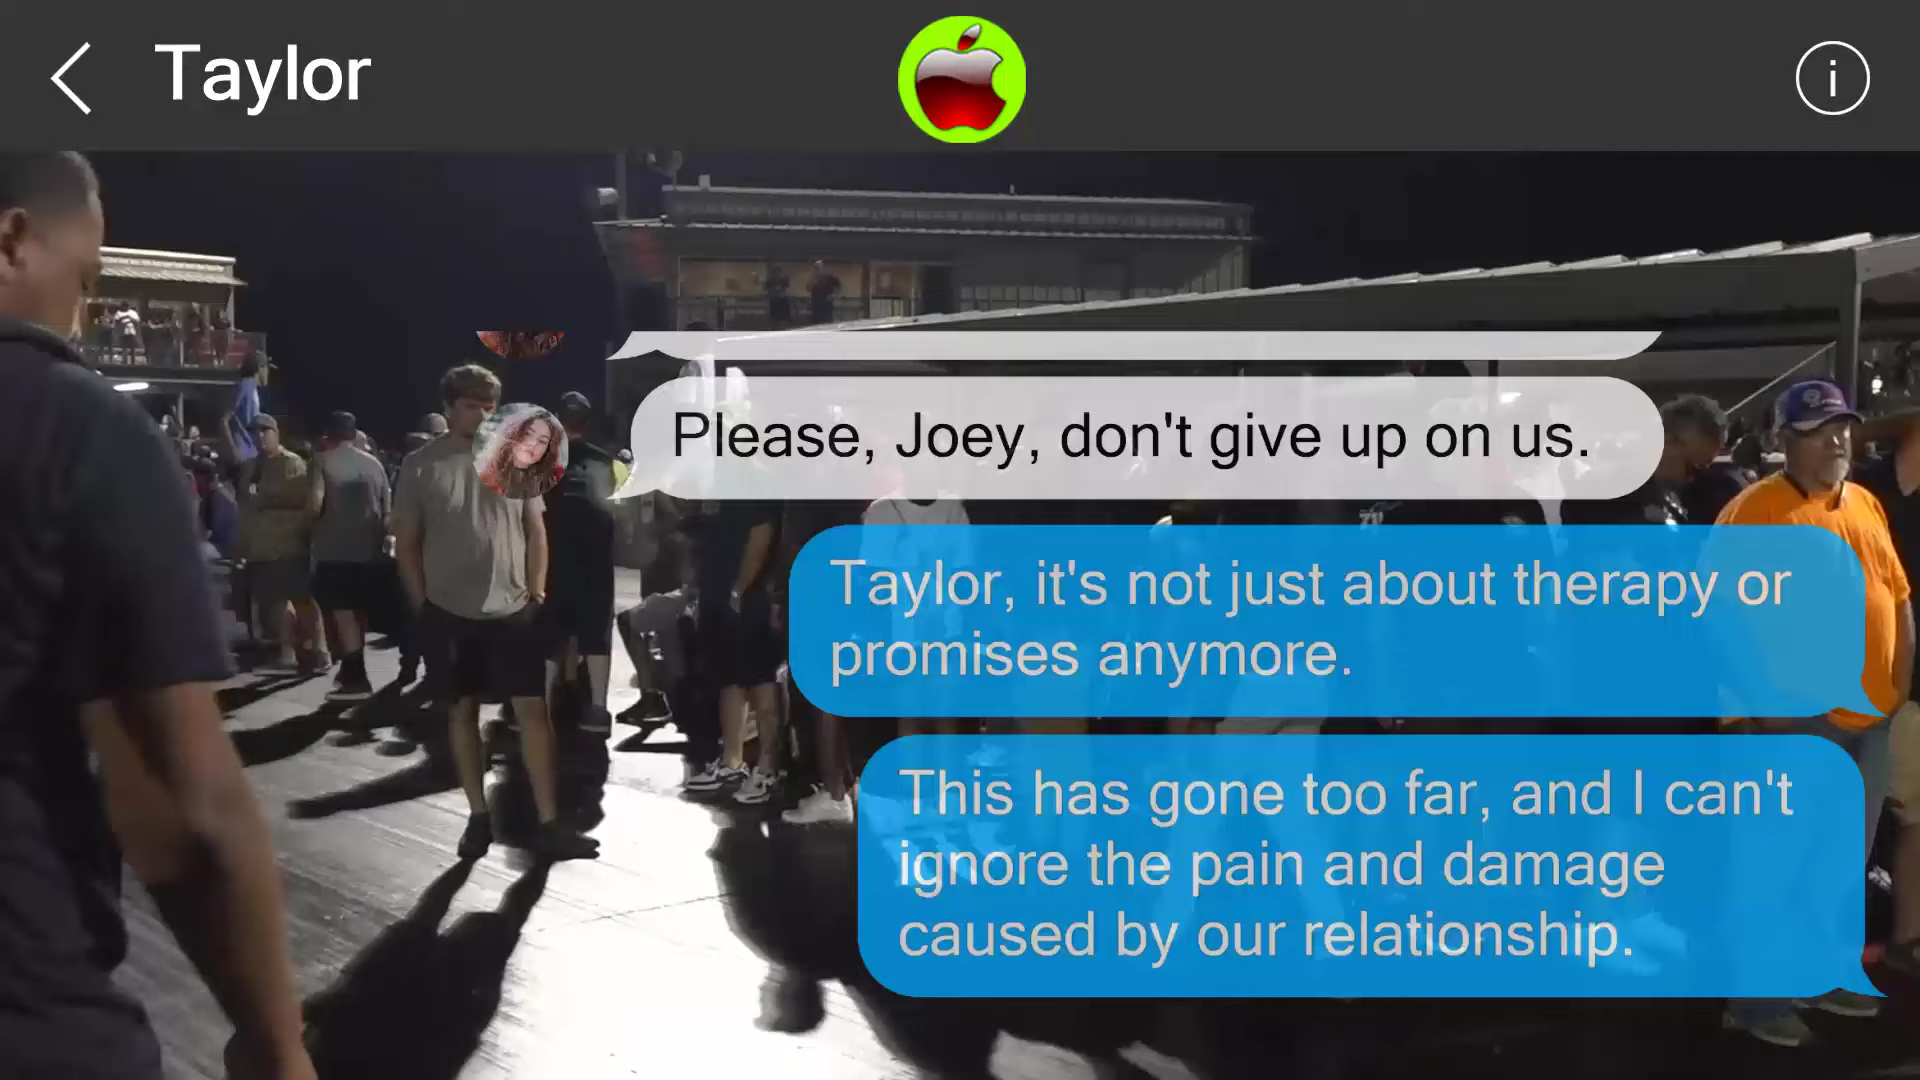 Taylor
Please, Joey, don't give up on us.
Taylor, it's not just about therapy or
promises anymore.
This has gone too far, and I can't
ignore the pain and damage
caused by our relationship.